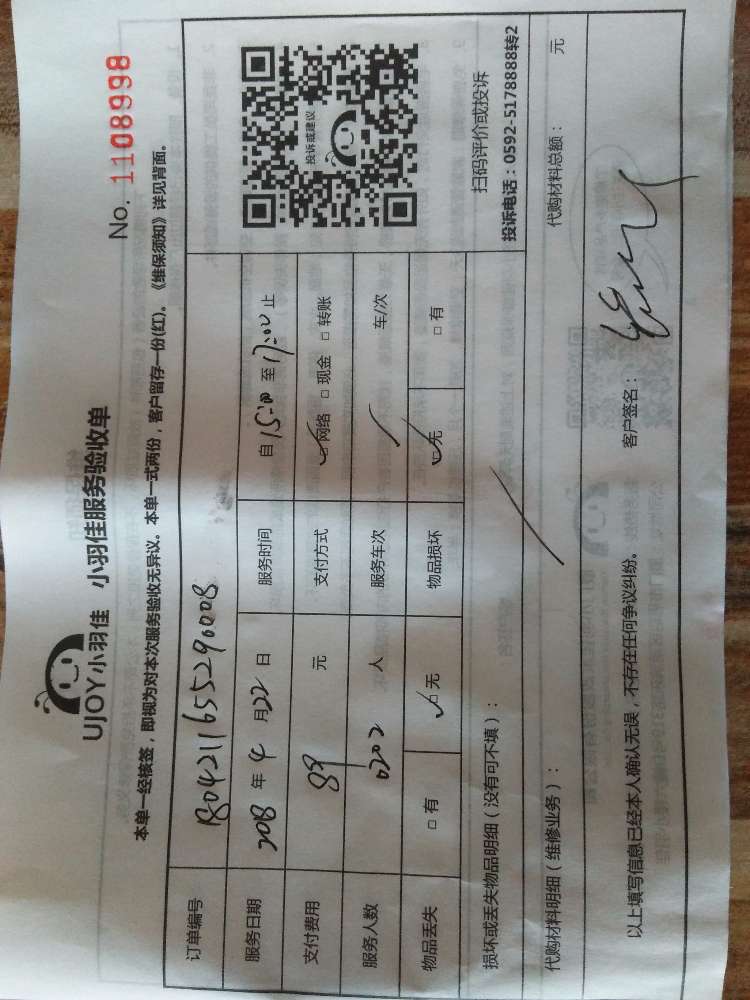 UJOY小羽佳 小羽佳服务验收单
No. 1108998
本单一经核签，即视为对本次服务验收无异议。本单一式两份，客户留存一份(红)。《维保须知》详见背面。
订单编号 1804211655290008
服务日期 2018 年 4 月 22 日 服务时间 自 15:00 至 17:00 止
支付费用 89 元 支付方式 ☑网络 □现金 □转账
服务人数 0202 人 服务车次 / 车/次
物品丢失 □有 ☑无 物品损坏 ☑无 □有
投诉或建议
扫码评价或投诉
投诉电话：0592-5178888转2
损坏或丢失物品明细（没有可不填）：
代购材料明细（维修业务）： 代购材料总额： 元
以上填写信息已经本人确认无误，不存在任何争议纠纷。 客户签名：